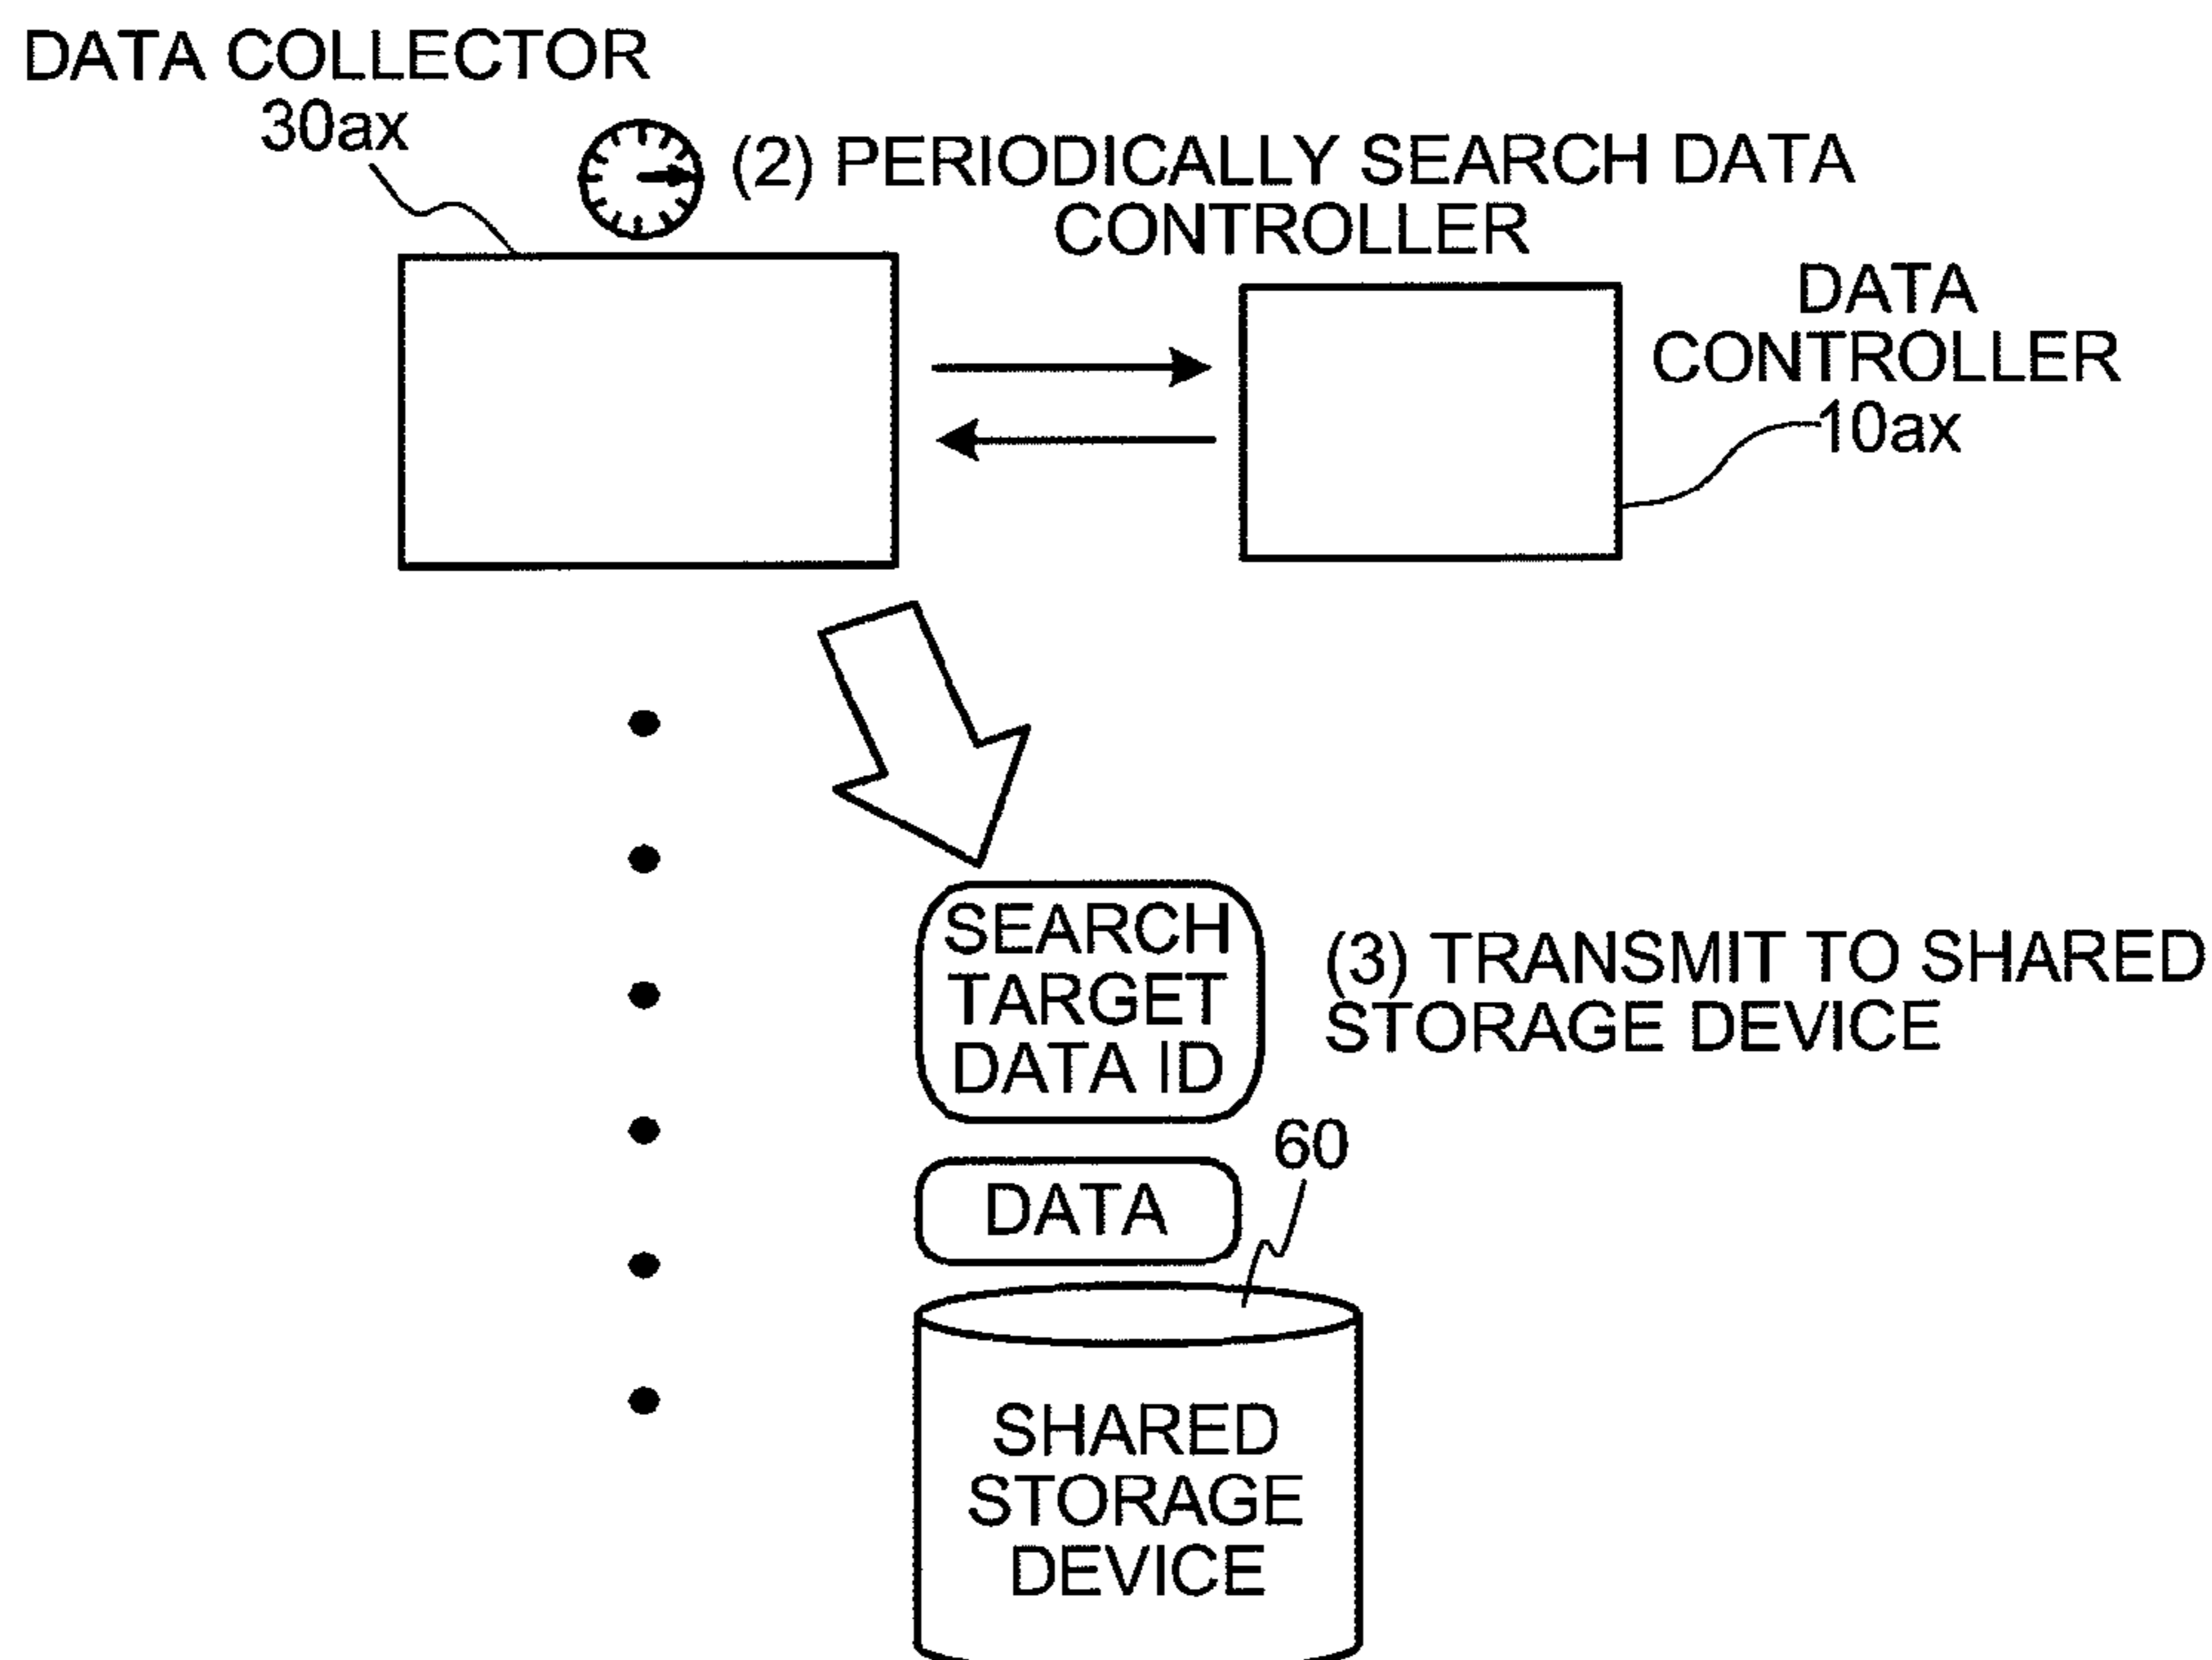 DATA COLLECTOR
30ax
(2) PERIODICALLY SEARCH DATA
CONTROLLER
DATA
CONTROLLER
10ax
SEARCH
TARGET
DATA ID
(3) TRANSMIT TO SHARED
STORAGE DEVICE
60
DATA
SHARED
STORAGE
DEVICE